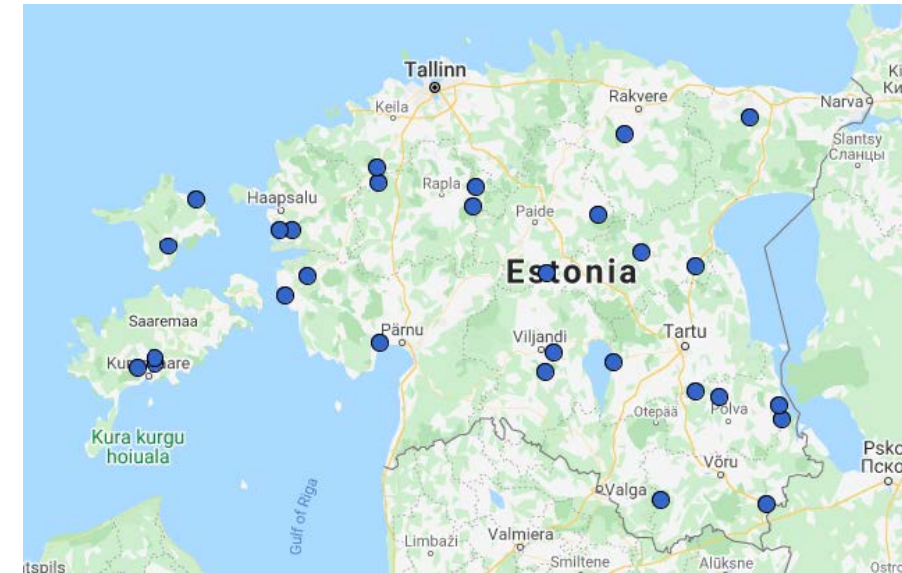 Tallinn
Keila
Rakvere
Narva
Slantsy
Сланцы
Haapsalu
Rapla
Paide
Estonia
Saaremaa
Pärnu
Viljandi
Tartu
Otepää
Põlva
Kura kurgu
hoiuala
Võru
Valga
Gulf of Riga
Limbaži
Valmiera
Smiltene
Alūksne